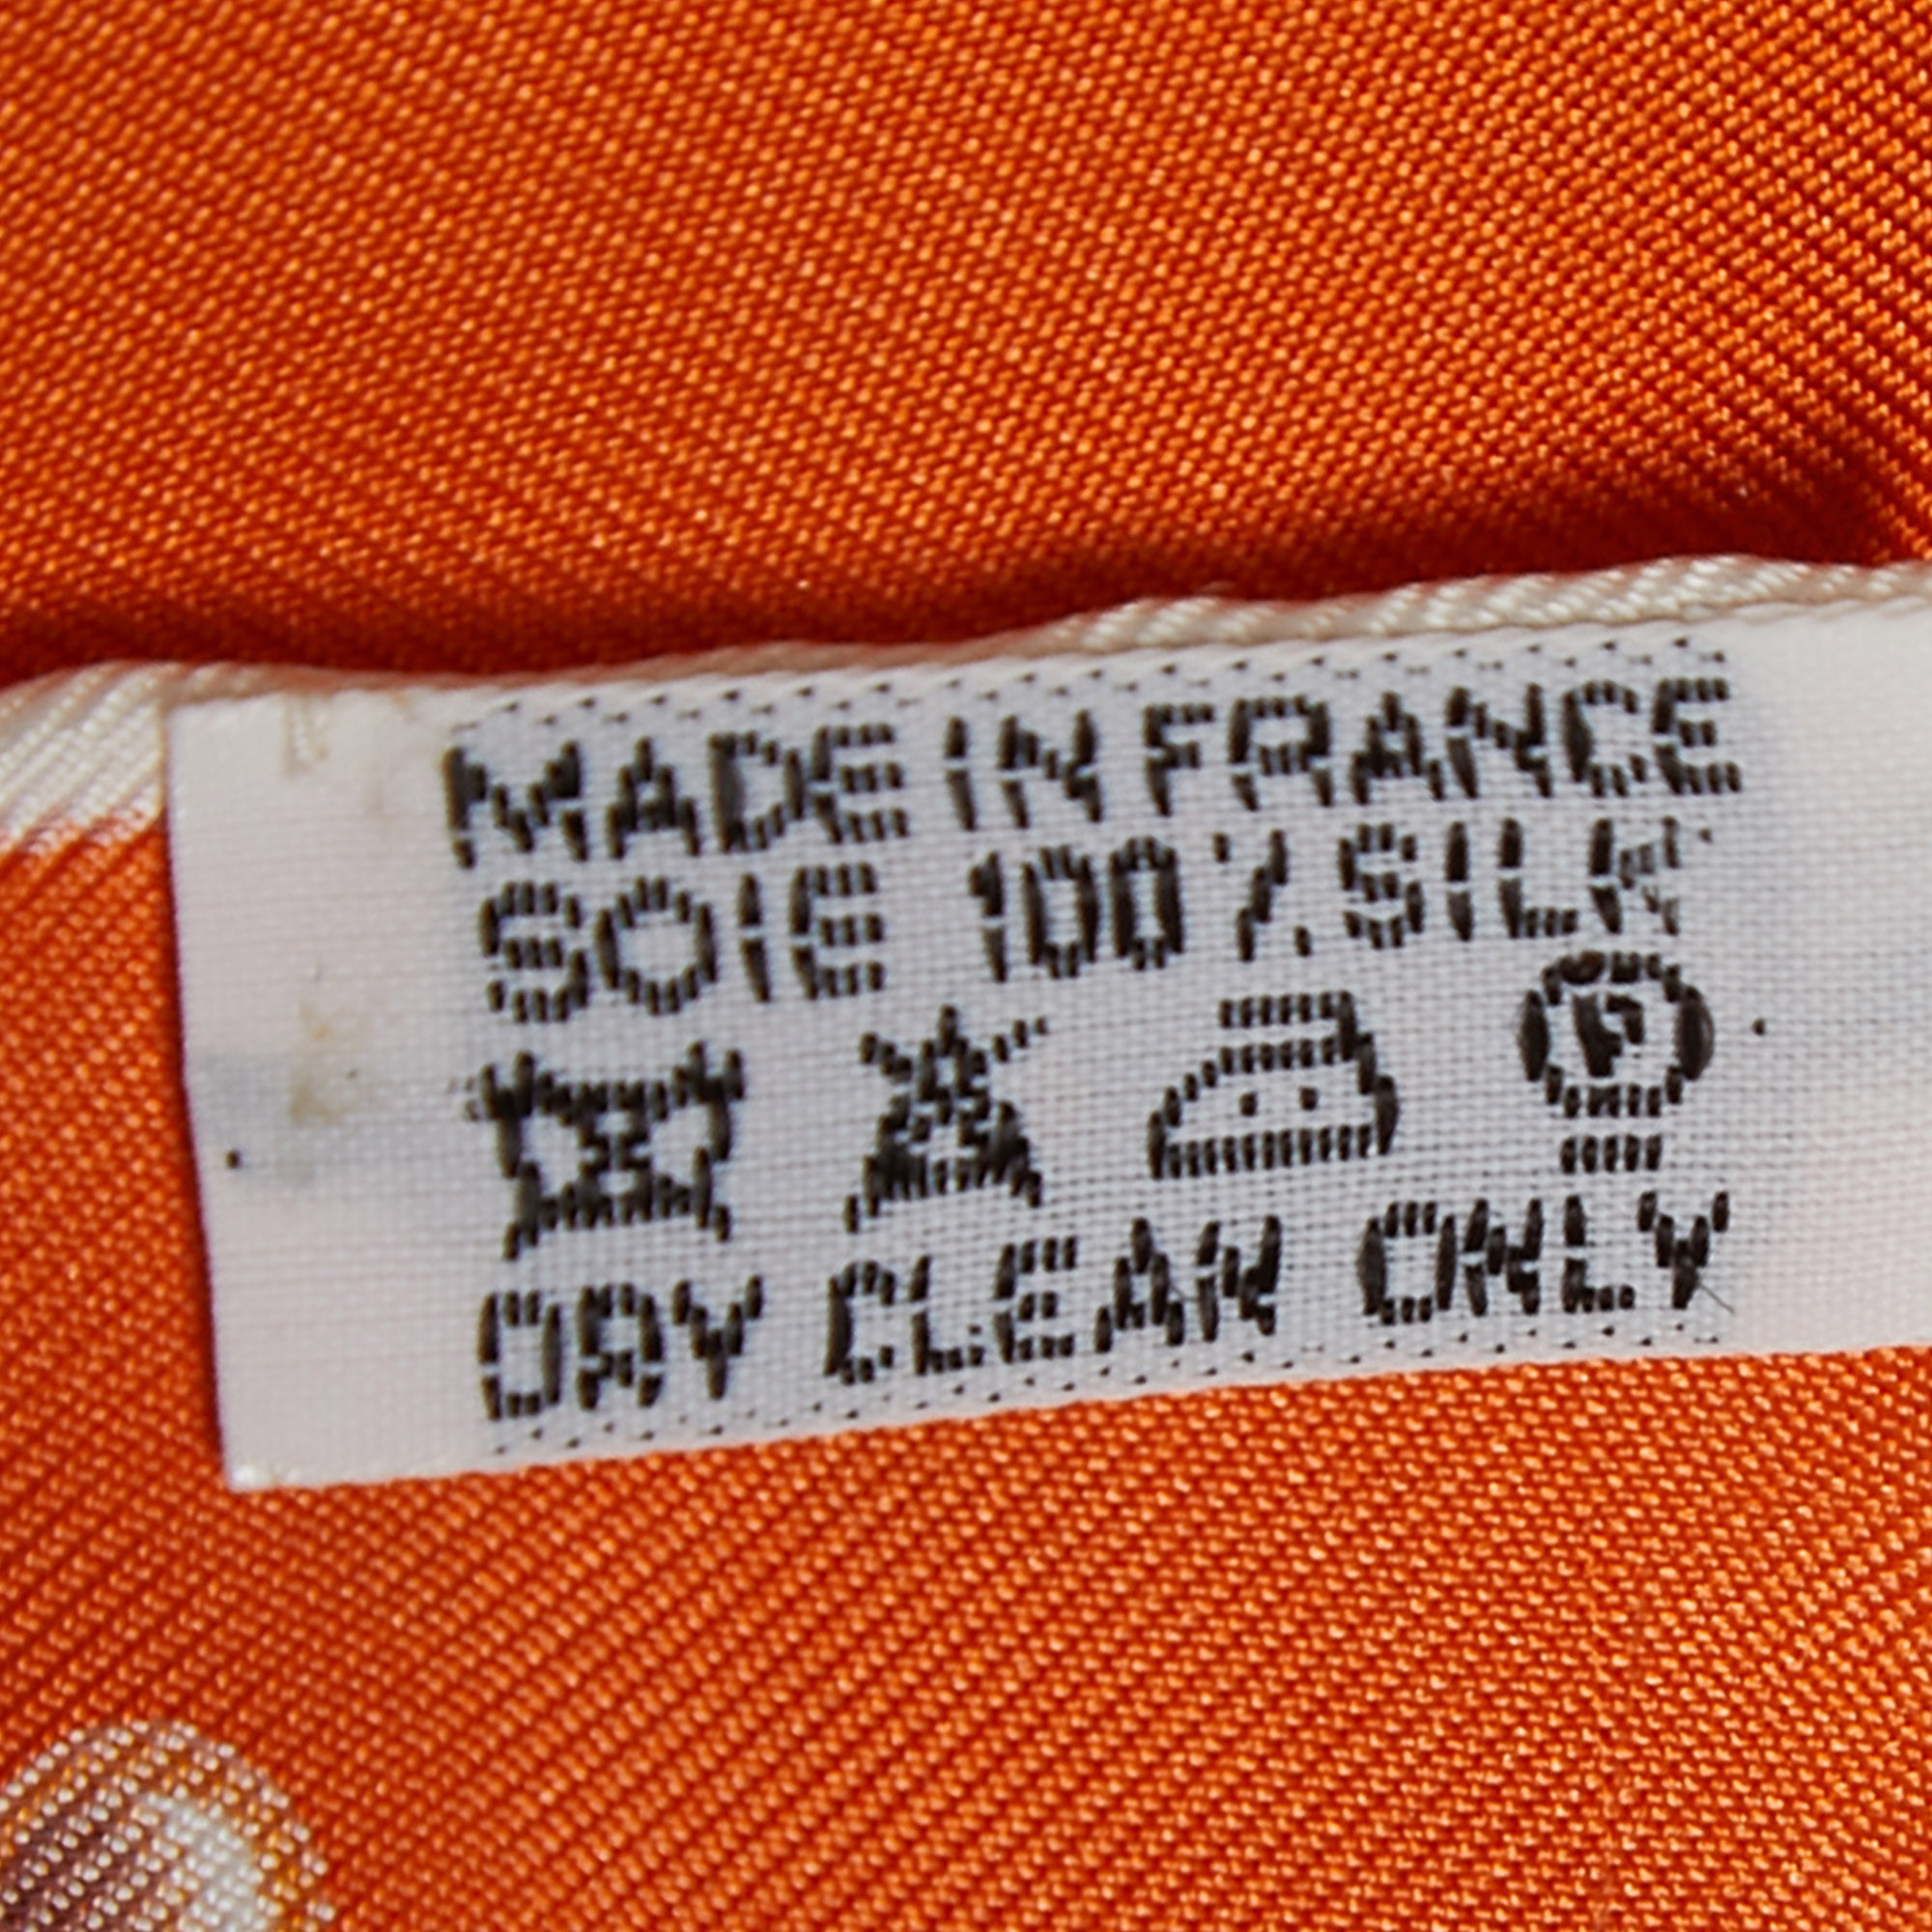 MADE IN FRANCE
SOIE 100% SILK
F
DRY CLEAN ONLY